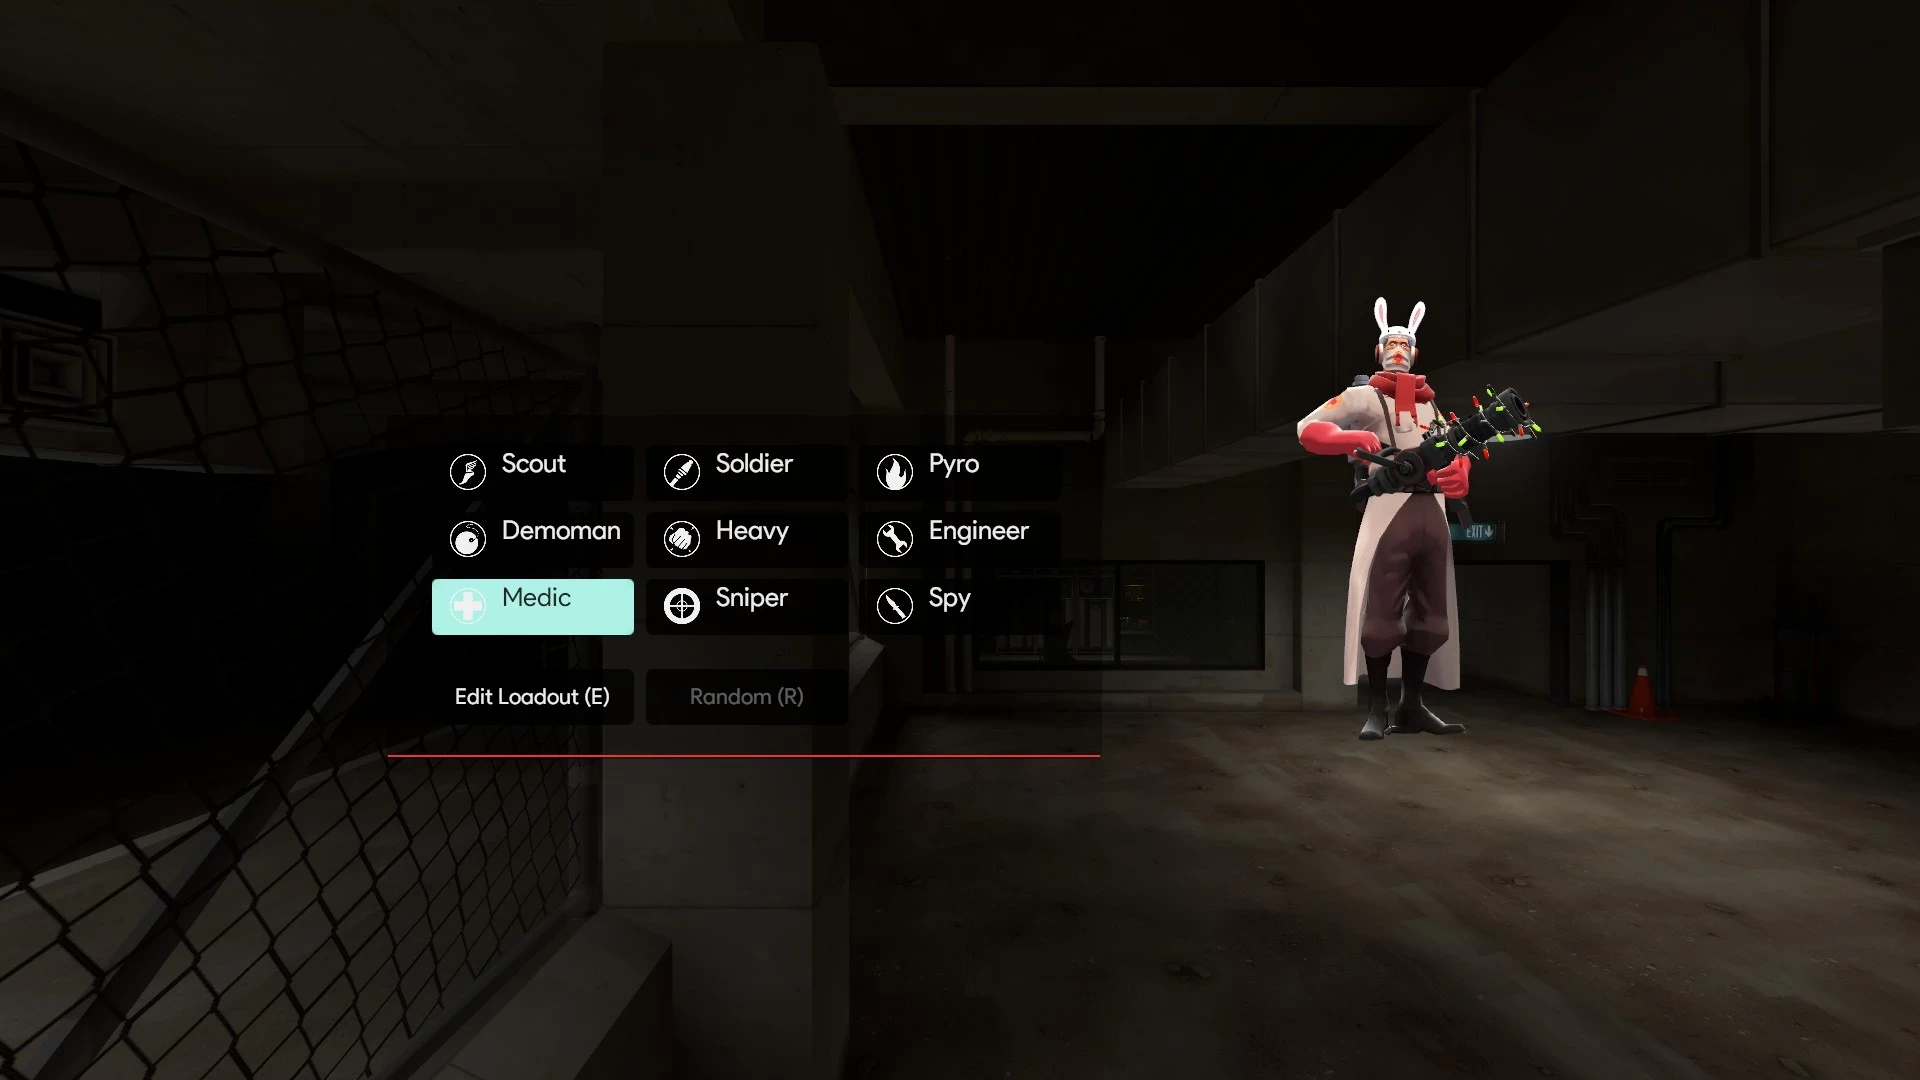 Scout
Soldier
Pyro
Demoman
Heavy
Engineer
Medic
Sniper
Spy
Edit Loadout (E)
Random (R)
EXIT